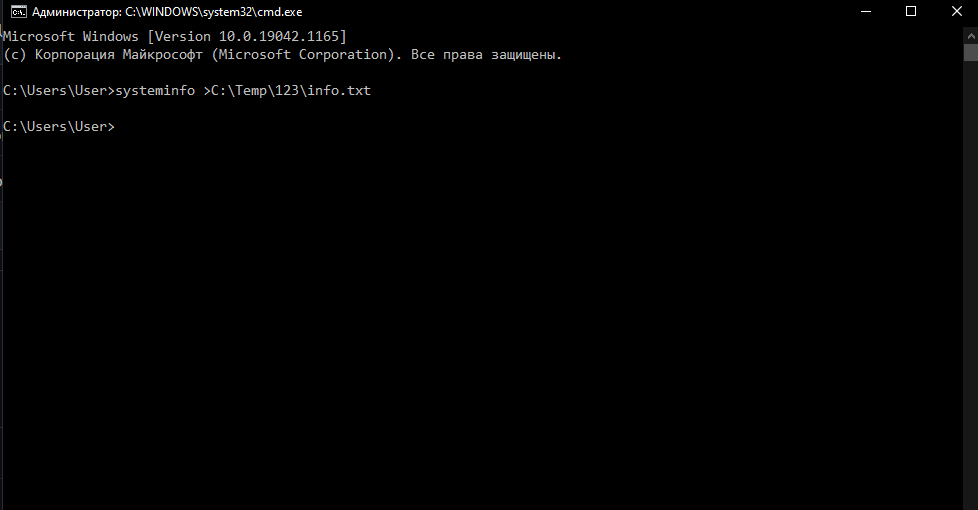 Администратор: C:\WINDOWS\system32\cmd.exe
Microsoft Windows [Version 10.0.19042.1165]
(c) Корпорация Майкрософт (Microsoft Corporation). Все права защищены.
C:\Users\User>systeminfo >C:\Temp\123\info.txt
C:\Users\User>